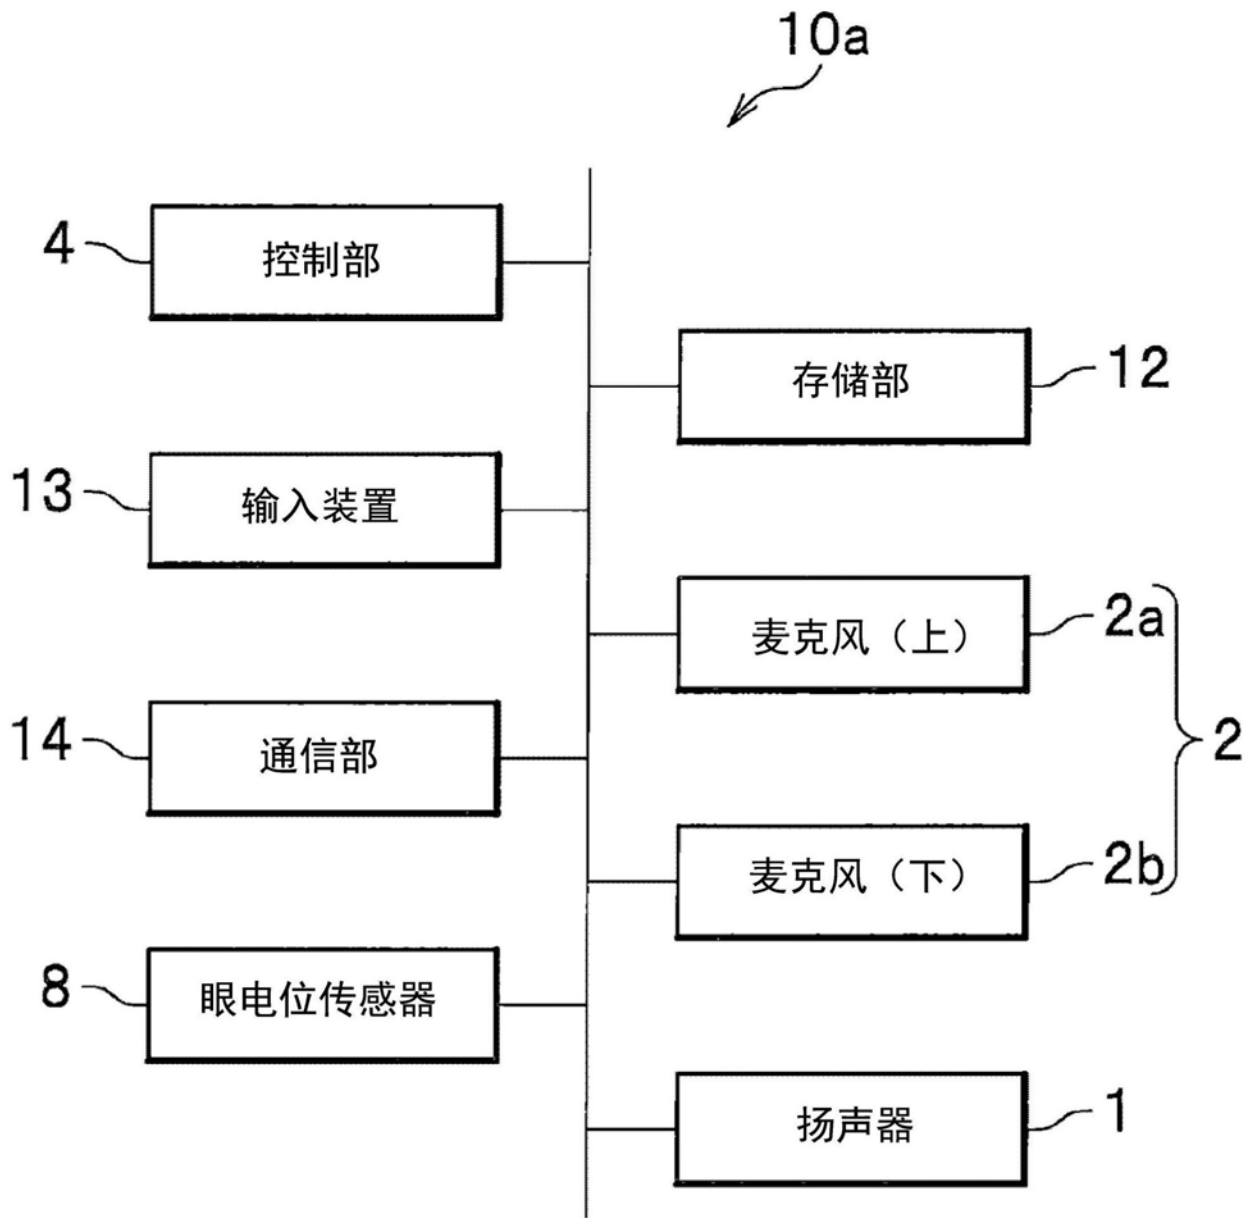 10a
4 控制部
存储部 12
13 输入装置
麦克风（上） 2a
14 通信部
2
麦克风（下） 2b
8 眼电位传感器
扬声器 1